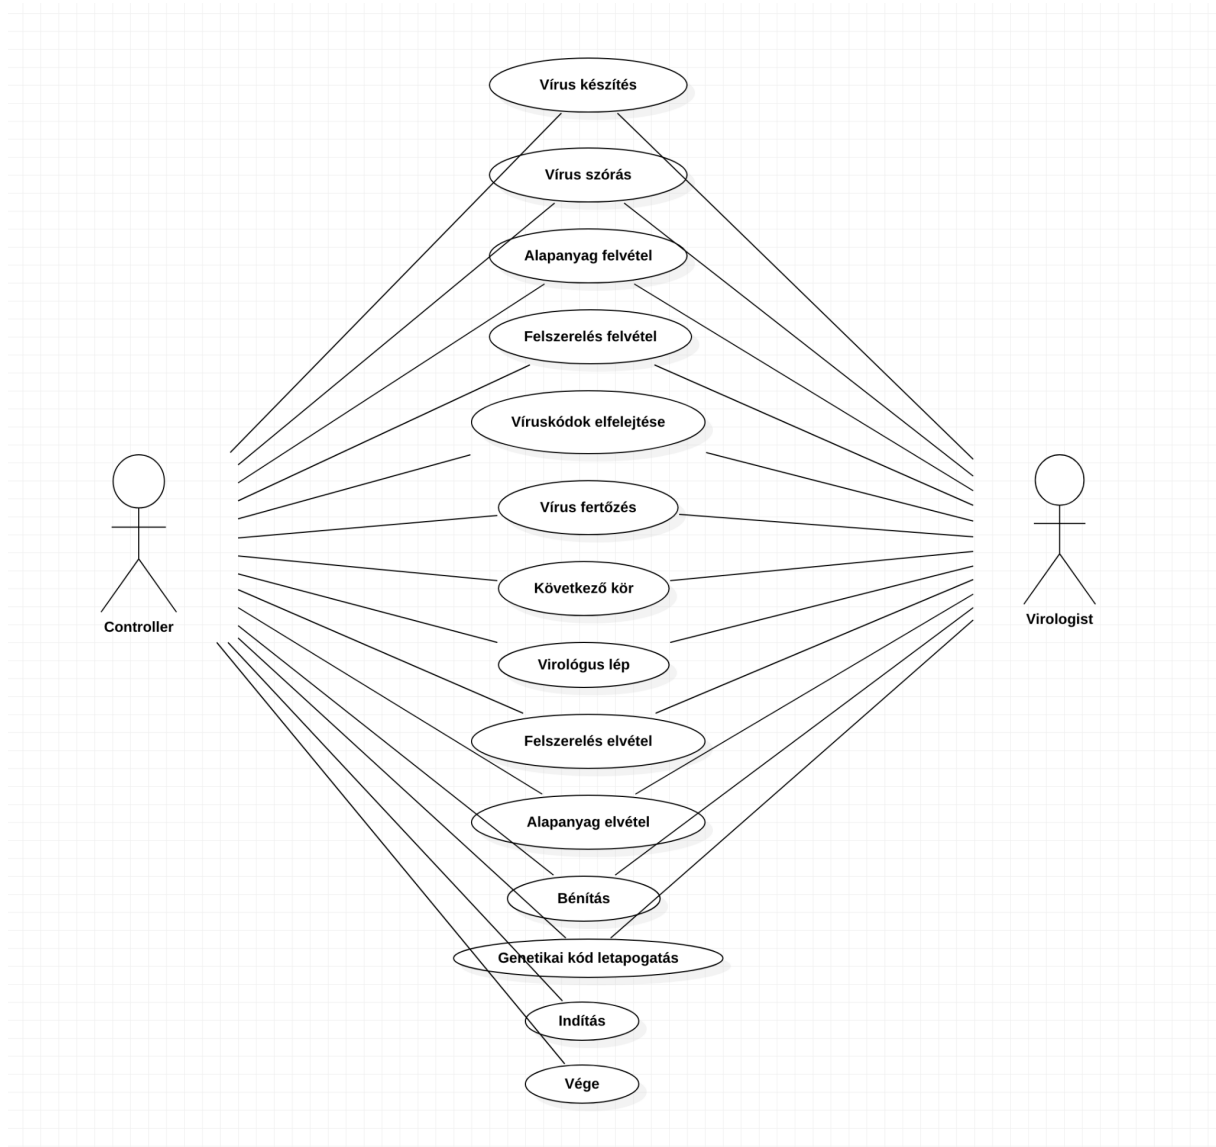 Vírus készítés
Vírus szórás
Alapanyag felvétel
Felszerelés felvétel
Víruskódok elfelejtése
Vírus fertőzés
Következő kör
Controller
Virologist
Virológus lép
Felszerelés elvétel
Alapanyag elvétel
Bénítás
Genetikai kód letapogatás
Indítás
Vége